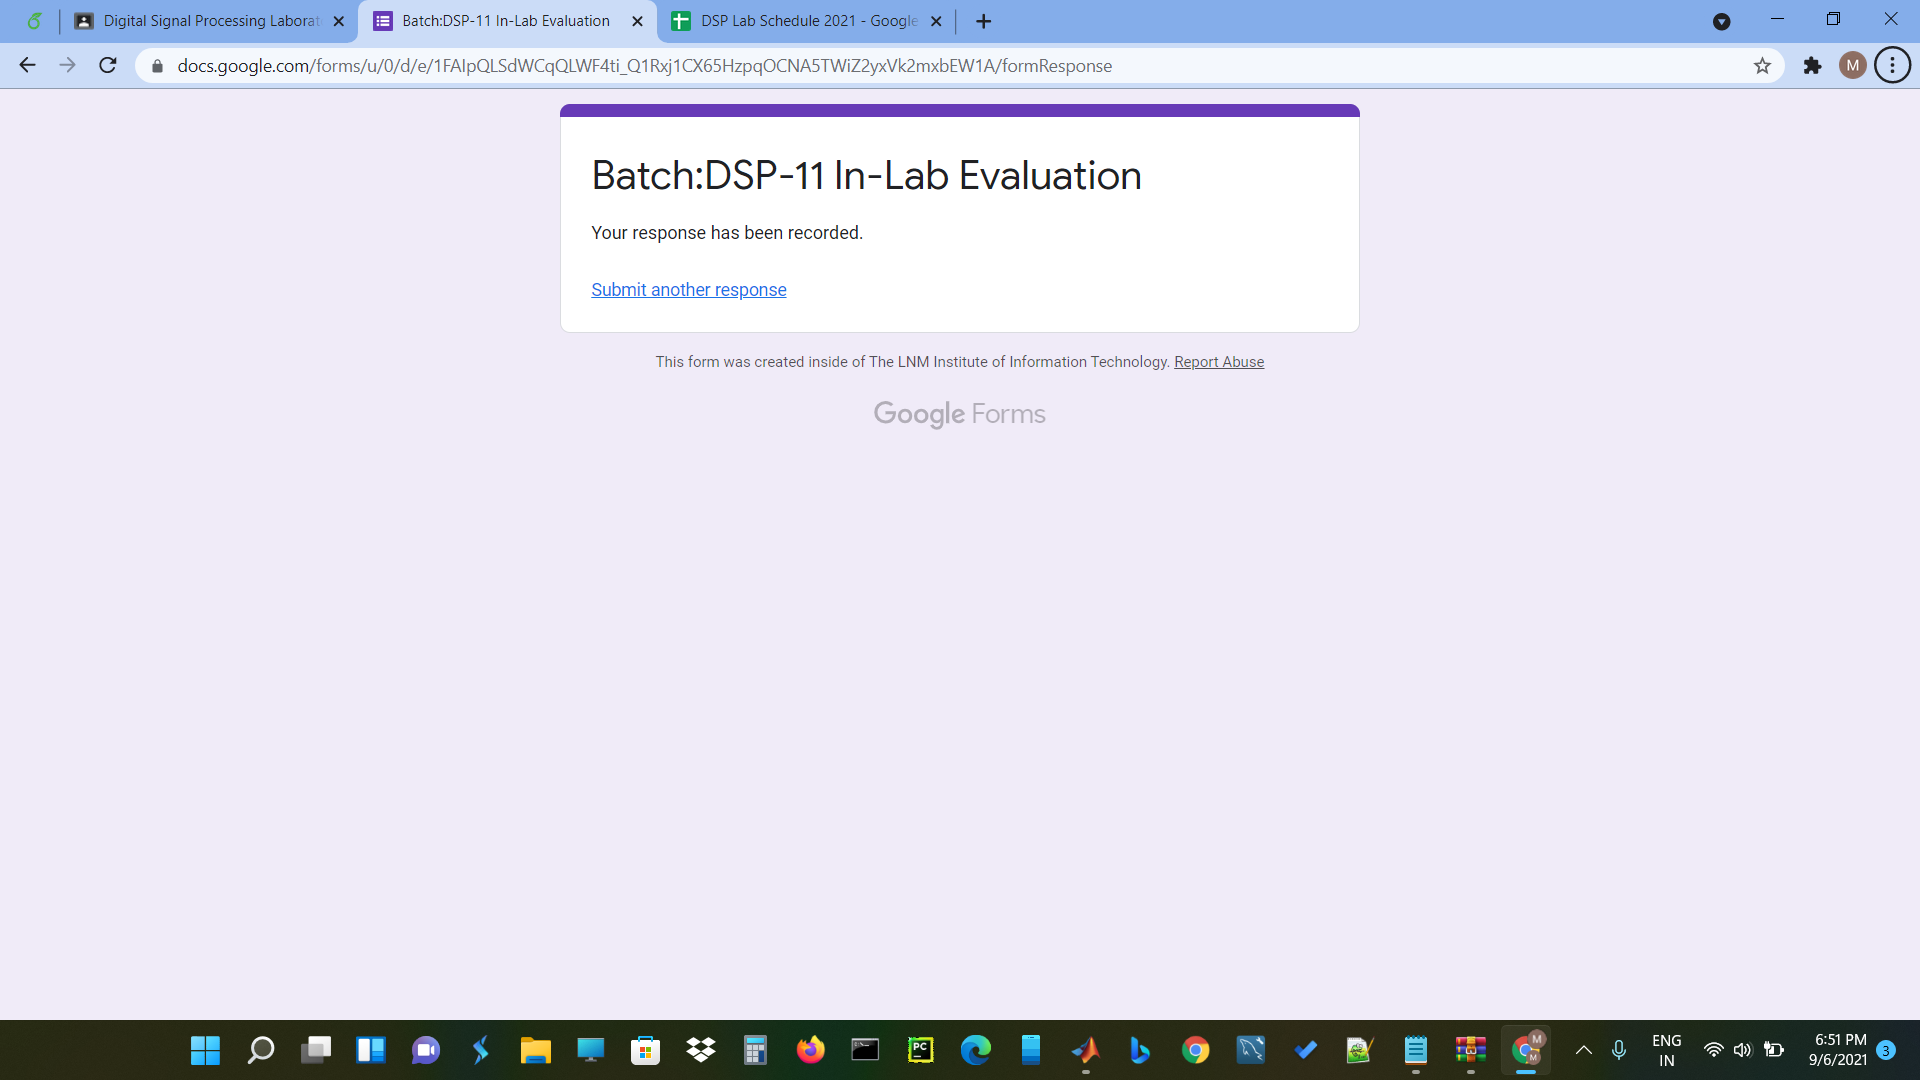 Digital Signal Processing Laborat
Batch:DSP-11 In-Lab Evaluation
DSP Lab Schedule 2021 - Google
docs.google.com/forms/u/0/d/e/1FAIpQLSdWCqQLWF4ti_Q1Rxj1CX65HzpqOCNA5TWiZ2yxVk2mxbEW1A/formResponse
M
Batch:DSP-11 In-Lab Evaluation
Your response has been recorded.
Submit another response
This form was created inside of The LNM Institute of Information Technology. Report Abuse
Google Forms
PC
M
M
ENG
IN
6:51 PM
9/6/2021
3